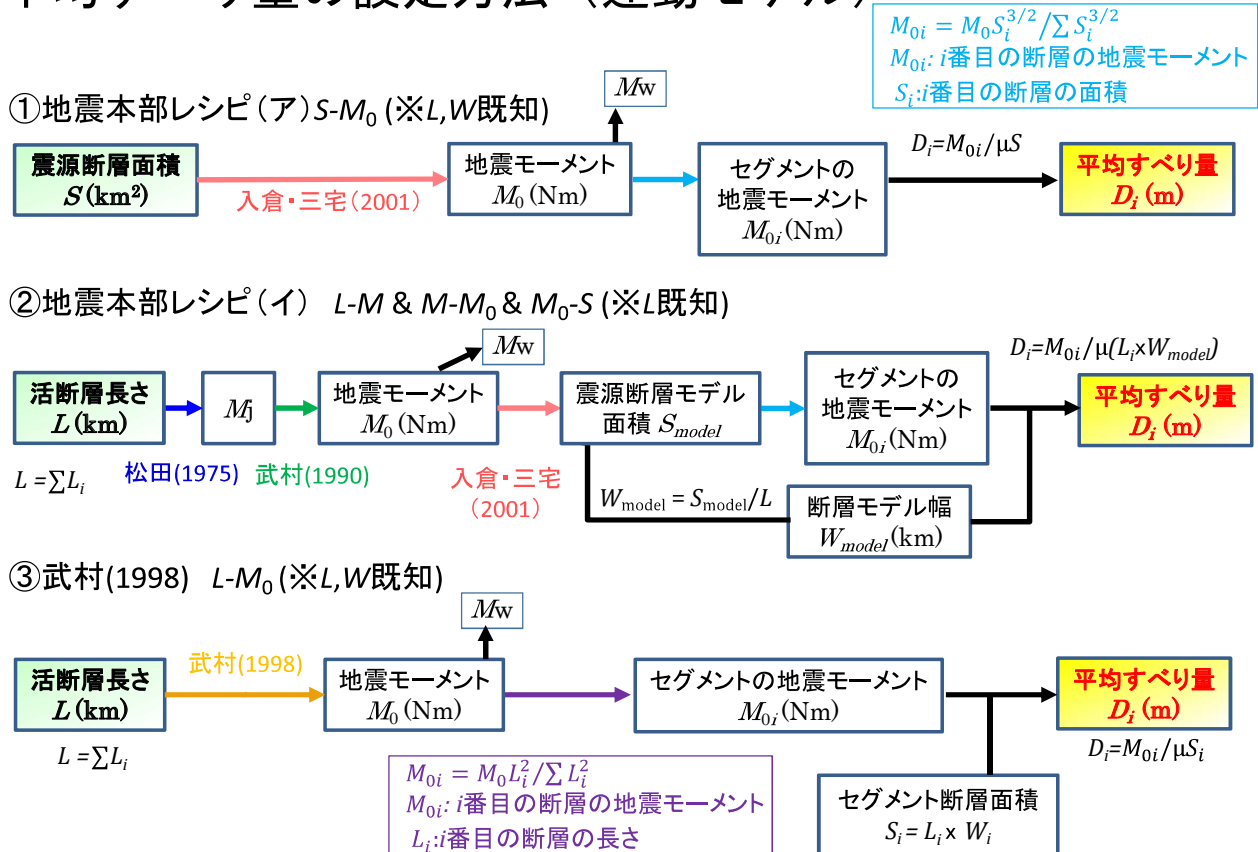 M₀ᵢ = M₀Sᵢ^{3/2}/∑ Sᵢ^{3/2}
M₀ᵢ: i番目の断層の地震モーメント
Sᵢ:i番目の断層の面積
①地震本部レシピ(ア)S-M₀ (※L,W既知)
Mw
震源断層面積
S (km²)
入倉・三宅(2001)
地震モーメント
M₀ (Nm)
セグメントの
地震モーメント
M₀ᵢ(Nm)
Dᵢ=M₀ᵢ/μS
平均すべり量
Dᵢ (m)
②地震本部レシピ(イ) L-M & M-M₀ & M₀-S (※L既知)
Mw
Dᵢ=M₀ᵢ/μ(LᵢxW_{model})
活断層長さ
L (km)
Mj
地震モーメント
M₀ (Nm)
震源断層モデル
面積 S_{model}
セグメントの
地震モーメント
M₀ᵢ(Nm)
平均すべり量
Dᵢ (m)
L =∑Lᵢ
松田(1975)
武村(1990)
入倉・三宅
(2001)
W_{model} = S_{model}/L
断層モデル幅
W_{model}(km)
③武村(1998) L-M₀ (※L,W既知)
Mw
活断層長さ
L (km)
武村(1998)
地震モーメント
M₀ (Nm)
セグメントの地震モーメント
M₀ᵢ(Nm)
平均すべり量
Dᵢ (m)
L =∑Lᵢ
Dᵢ=M₀ᵢ/μSᵢ
M₀ᵢ = M₀Lᵢ²/∑ Lᵢ²
M₀ᵢ: i番目の断層の地震モーメント
Lᵢ:i番目の断層の長さ
セグメント断層面積
Sᵢ= Lᵢ x Wᵢ